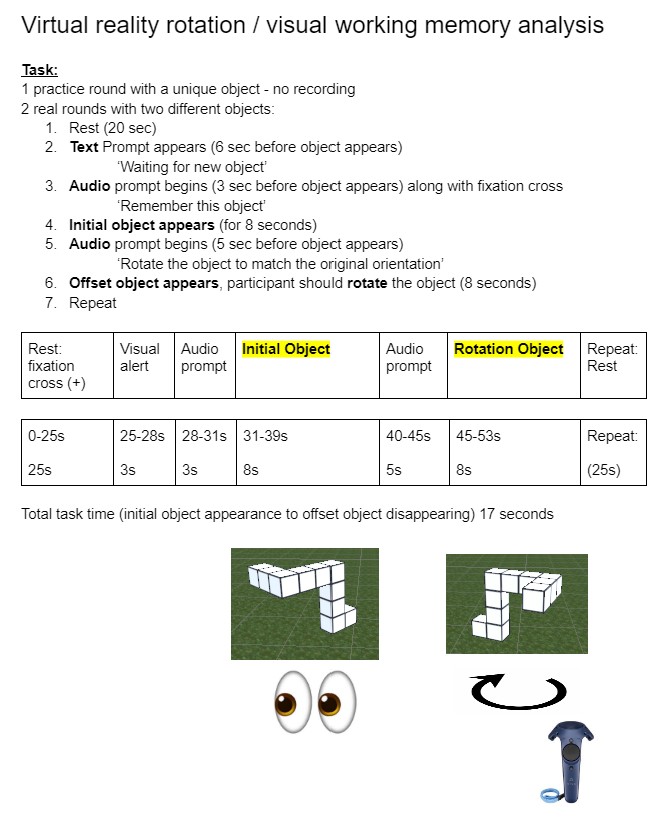 Virtual reality rotation / visual working memory analysis
Task:
1 practice round with a unique object - no recording
2 real rounds with two different objects:
1. Rest (20 sec)
2. Text Prompt appears (6 sec before object appears)
‘Waiting for new object’
3. Audio prompt begins (3 sec before object appears) along with fixation cross
‘Remember this object’
4. Initial object appears (for 8 seconds)
5. Audio prompt begins (5 sec before object appears)
‘Rotate the object to match the original orientation’
6. Offset object appears, participant should rotate the object (8 seconds)
7. Repeat
Rest:
fixation
cross (+)
Visual
alert
Audio
prompt
Initial Object
Audio
prompt
Rotation Object
Repeat:
Rest
0-25s
25s
25-28s
3s
28-31s
3s
31-39s
8s
40-45s
5s
45-53s
8s
Repeat:
(25s)
Total task time (initial object appearance to offset object disappearing) 17 seconds